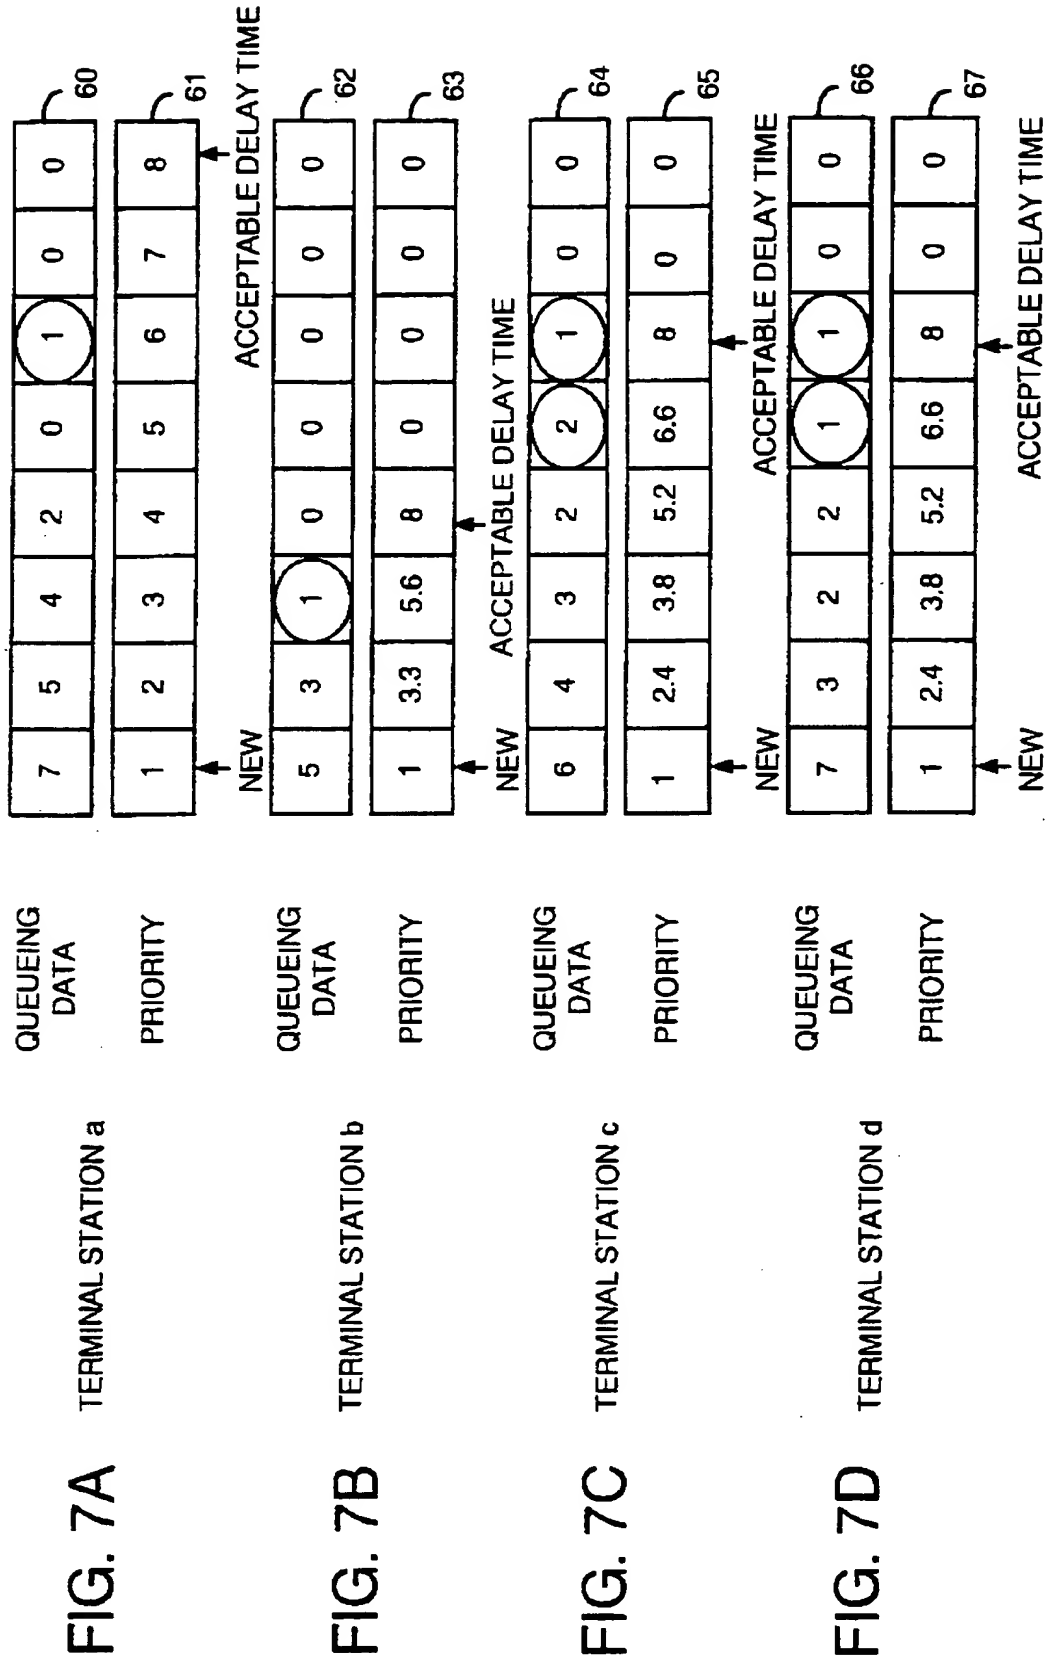 FIG. 7A
TERMINAL STATION a
QUEUEING
DATA
7 5 4 2 0 1 0 0
60
PRIORITY
1 2 3 4 5 6 7 8
61
NEW
ACCEPTABLE DELAY TIME
FIG. 7B
TERMINAL STATION b
QUEUEING
DATA
5 3 1 0 0 0 0 0
62
PRIORITY
1 3.3 5.6 8 0 0 0 0
63
NEW
ACCEPTABLE DELAY TIME
FIG. 7C
TERMINAL STATION c
QUEUEING
DATA
6 4 3 2 2 1 0 0
64
PRIORITY
1 2.4 3.8 5.2 6.6 8 0 0
65
NEW
ACCEPTABLE DELAY TIME
FIG. 7D
TERMINAL STATION d
QUEUEING
DATA
7 3 2 2 1 1 0 0
66
PRIORITY
1 2.4 3.8 5.2 6.6 8 0 0
67
NEW
ACCEPTABLE DELAY TIME